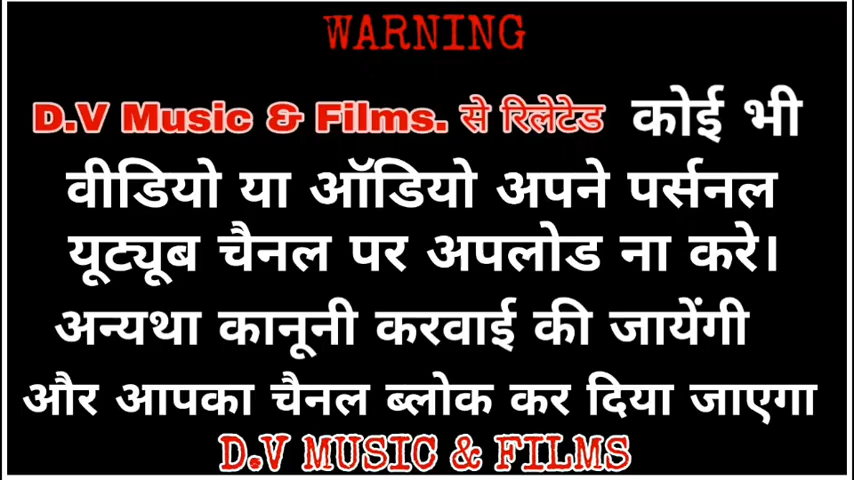 WARNING
D.V Music & Films. से रिलेटेड कोई भी
वीडियो या ऑडियो अपने पर्सनल
यूट्यूब चैनल पर अपलोड ना करे।
अन्यथा कानूनी करवाई की जायेंगी
और आपका चैनल ब्लोक कर दिया जाएगा
D.V MUSIC & FILMS